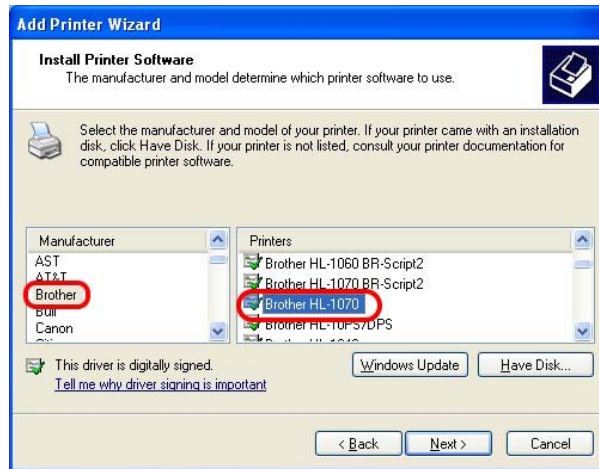 Add Printer Wizard
Install Printer Software
The manufacturer and model determine which printer software to use.
Select the manufacturer and model of your printer. If your printer came with an installation
disk, click Have Disk. If your printer is not listed, consult your printer documentation for
compatible printer software.
Manufacturer
AST
AT&T
Brother
Bull
Canon
Printers
Brother HL-1060 BR-Script2
Brother HL-1070 BR-Script2
Brother HL-1070
Brother HL-10PS7DPS
This driver is digitally signed.
Tell me why driver signing is important
Windows Update
Have Disk...
< Back
Next >
Cancel